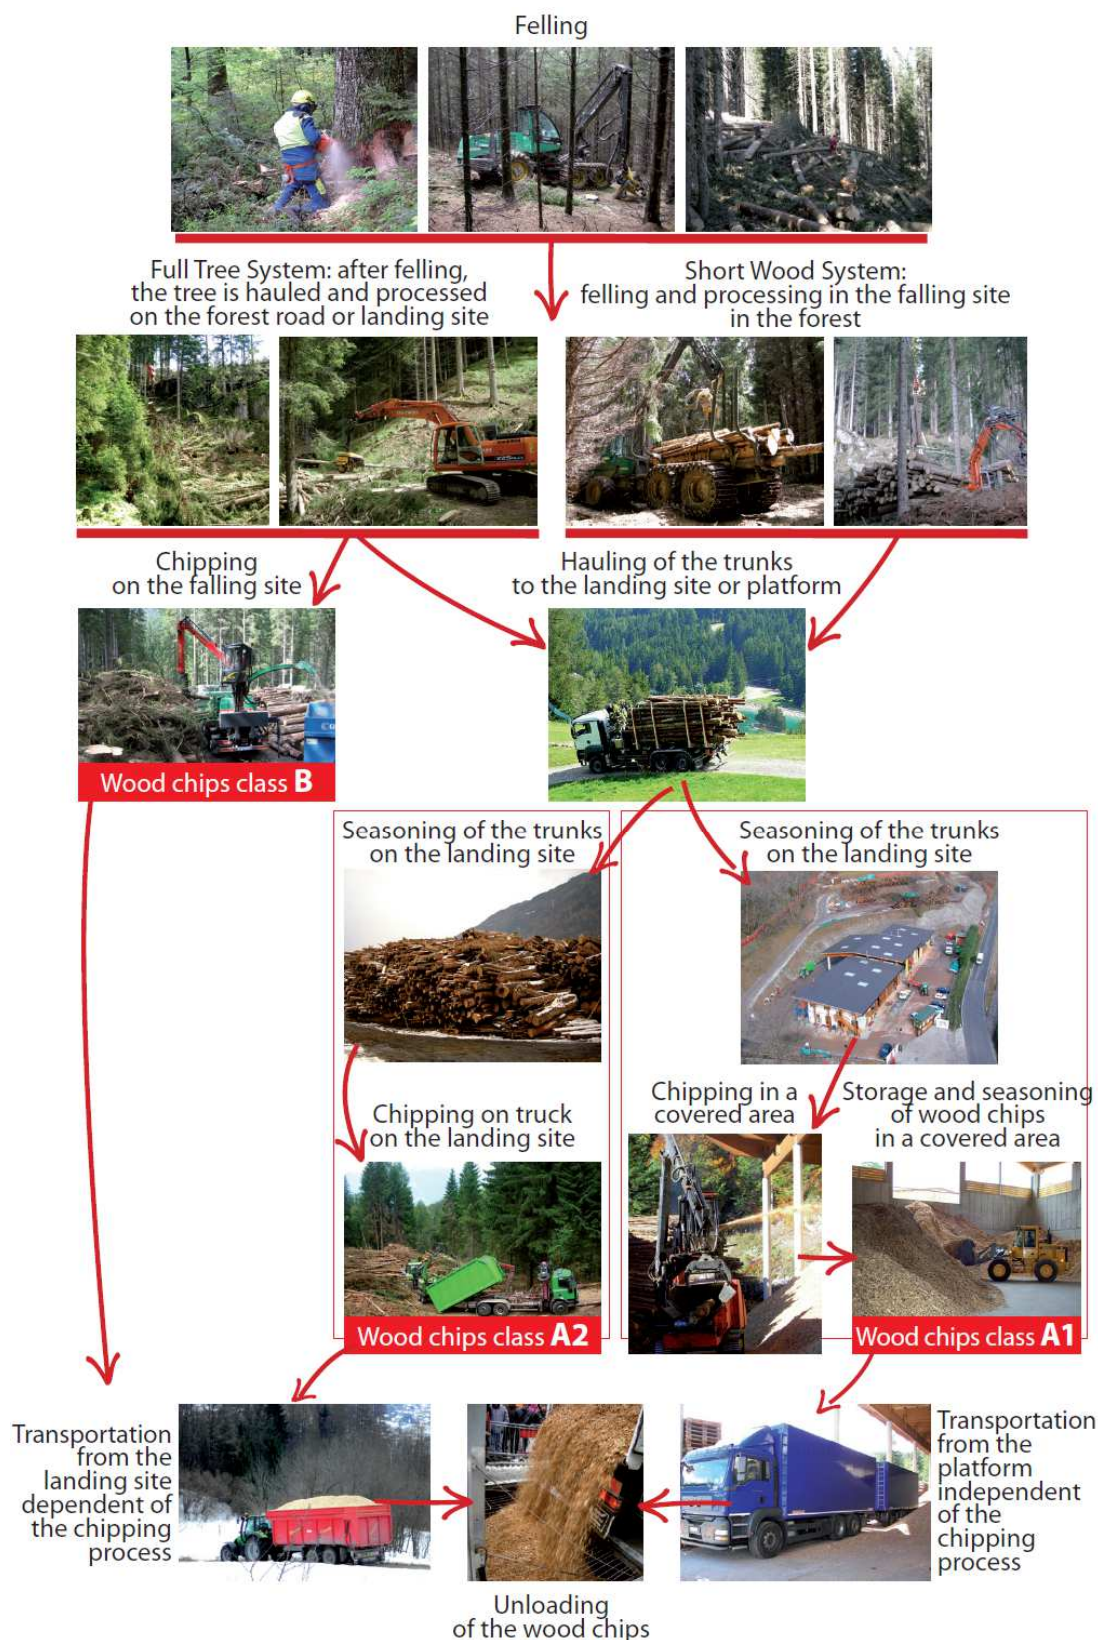 Felling
Full Tree System: after felling,
the tree is hauled and processed
on the forest road or landing site
Short Wood System:
felling and processing in the falling site
in the forest
Chipping
on the falling site
Hauling of the trunks
to the landing site or platform
Wood chips class B
Seasoning of the trunks
on the landing site
Seasoning of the trunks
on the landing site
Chipping on truck
on the landing site
Chipping in a
covered area
Storage and seasoning
of wood chips
in a covered area
Wood chips class A2
Wood chips class A1
Transportation
from the
landing site
dependent of
the chipping
process
Transportation
from the
platform
independent
of the
chipping
process
Unloading
of the wood chips